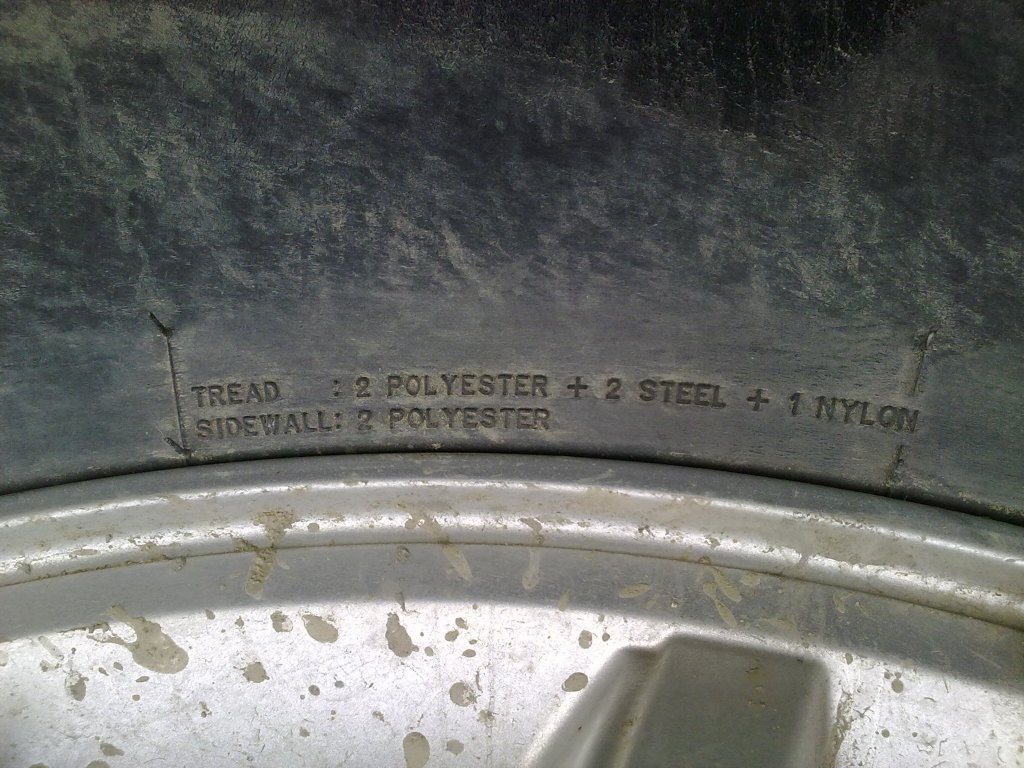 TREAD : 2 POLYESTER + 2 STEEL + 1 NYLON
SIDEWALL: 2 POLYESTER